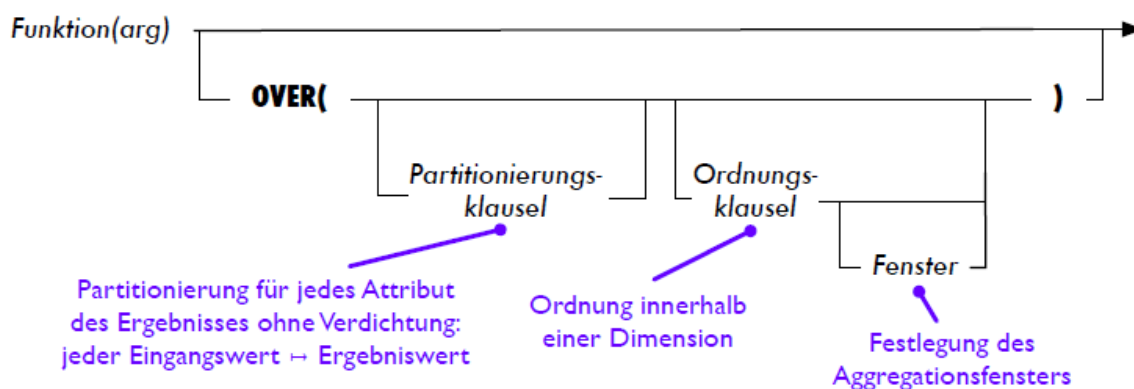 Funktion(arg)
OVER(
)
Partitionierungs-
klausel
Ordnungs-
klausel
Fenster
Partitionierung für jedes Attribut
des Ergebnisses ohne Verdichtung:
jeder Eingangswert ↦ Ergebniswert
Ordnung innerhalb
einer Dimension
Festlegung des
Aggregationsfensters